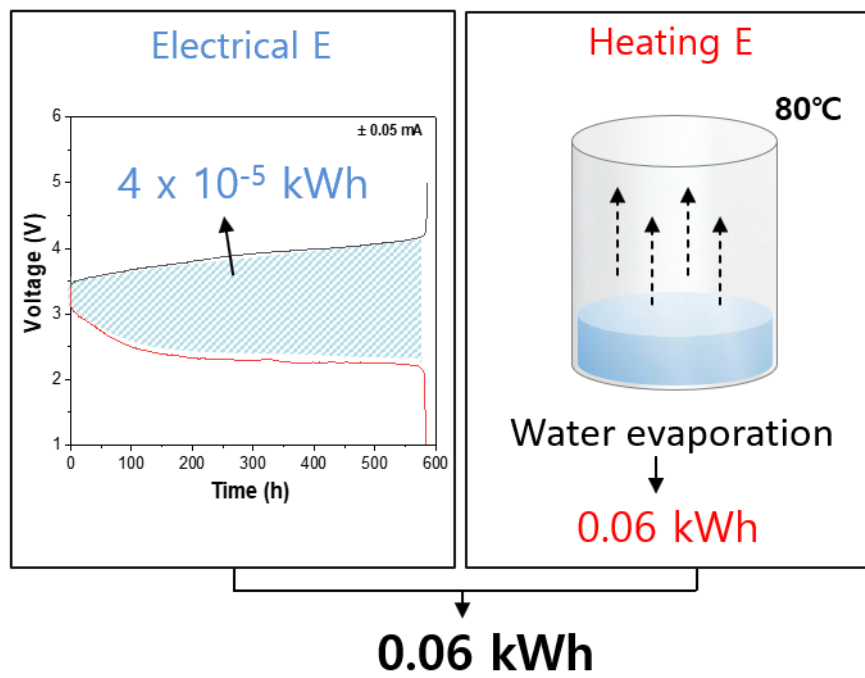 Electrical E
± 0.05 mA
4 x 10⁻⁵ kWh
Voltage (V)
6
5
4
3
2
1
0 100 200 300 400 500 600
Time (h)
Heating E
80℃
Water evaporation
0.06 kWh
0.06 kWh